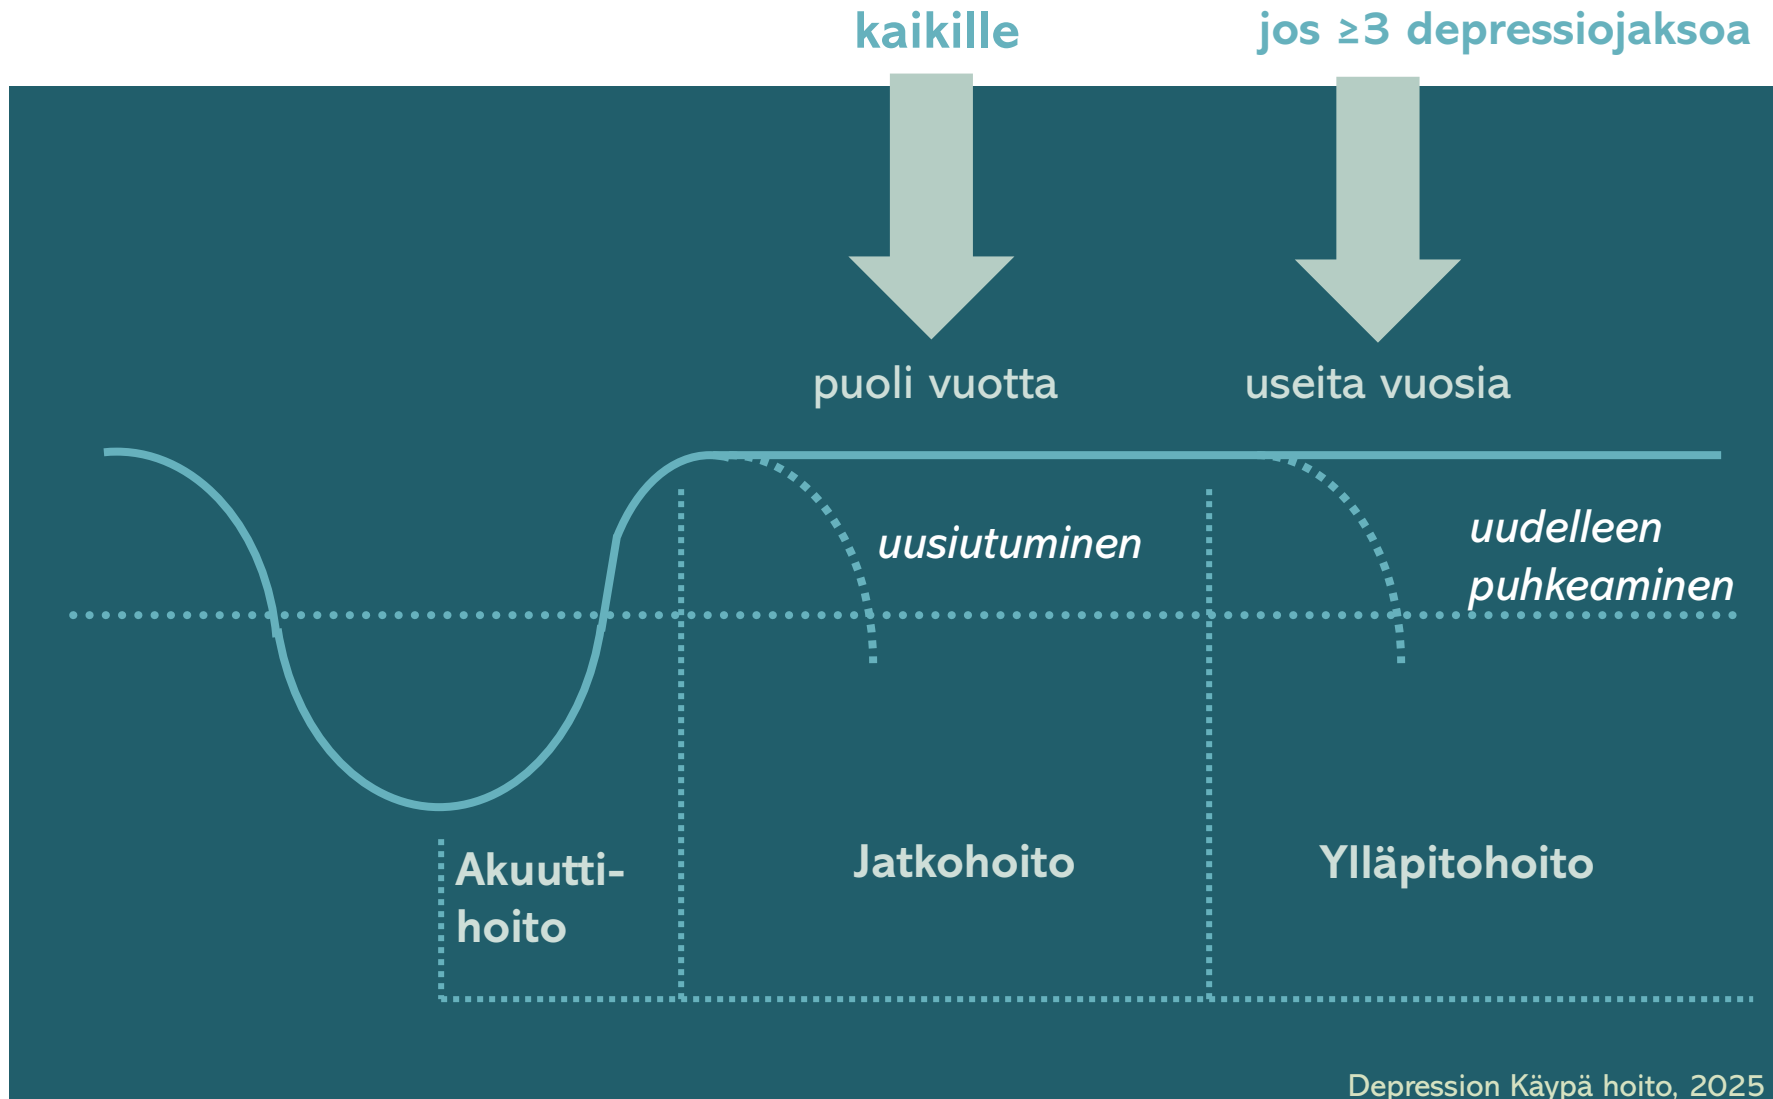 kaikille
jos ≥3 depressiojaksoa
puoli vuotta
useita vuosia
uusiutuminen
uudelleen
puhkeaminen
Akuutti-
hoito
Jatkohoito
Ylläpitohoito
Depression Käypä hoito, 2025